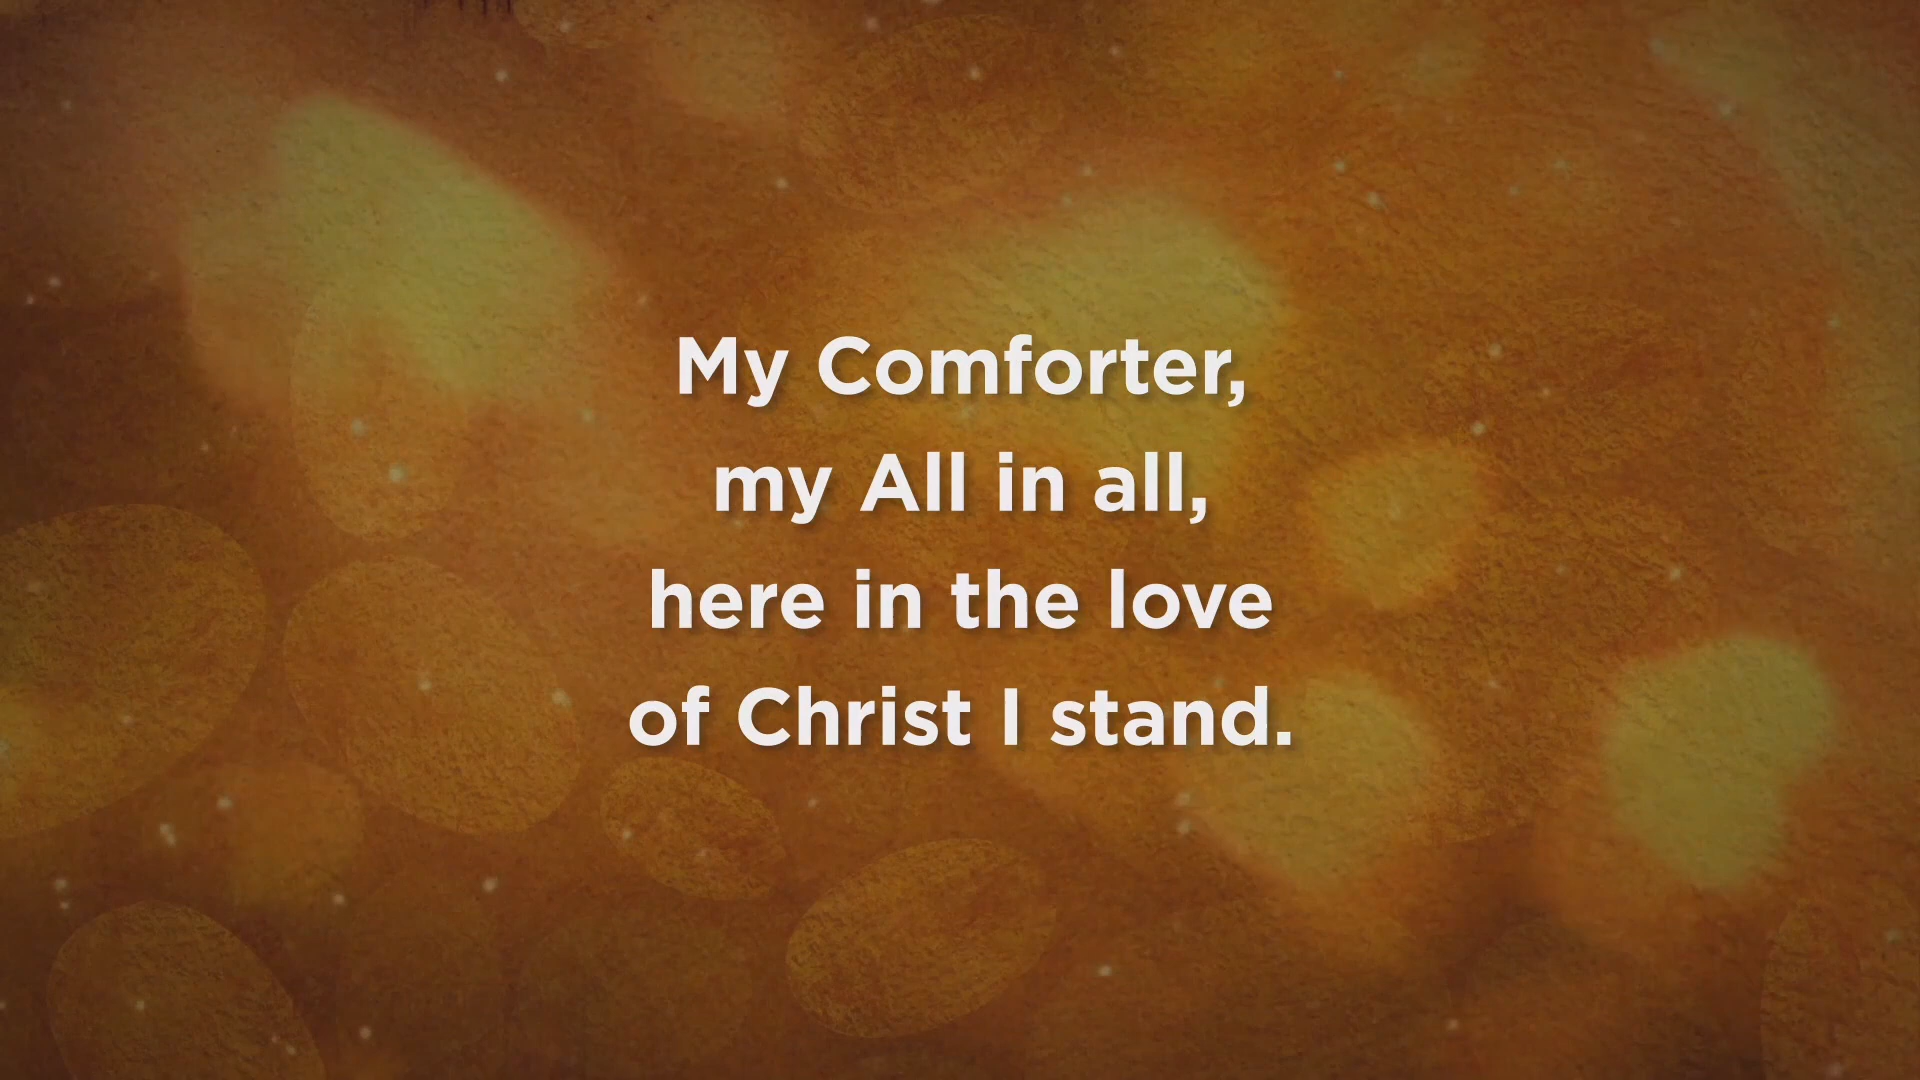 My Comforter,
my All in all,
here in the love
of Christ I stand.